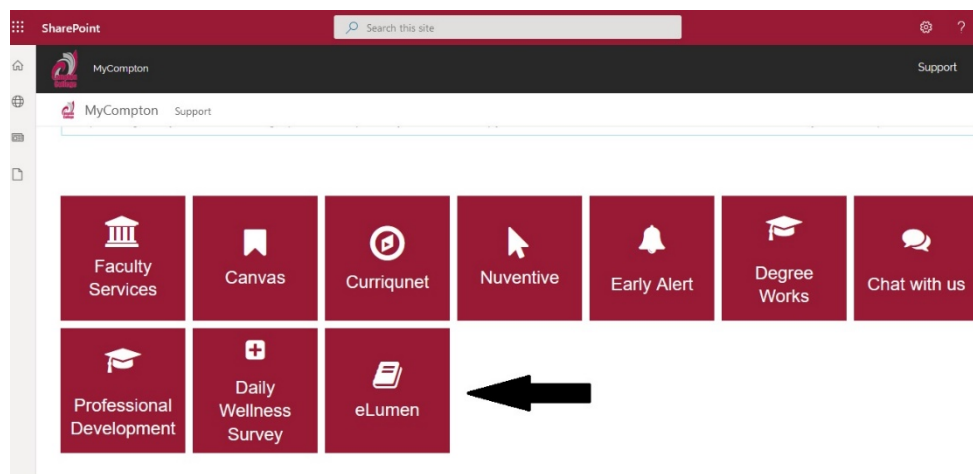 SharePoint
Search this site
?
MyCompton
Support
MyCompton Support
Faculty
Services
Canvas
Curriqunet
Nuventive
Early Alert
Degree
Works
Chat with us
Professional
Development
Daily
Wellness
Survey
eLumen